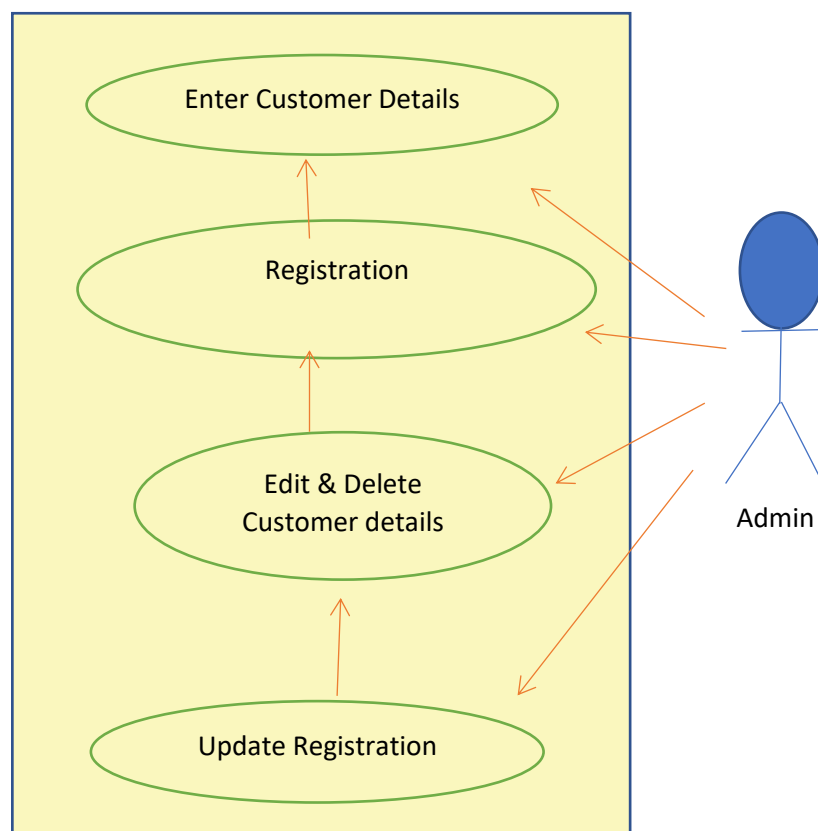 Enter Customer Details
Registration
Edit & Delete
Customer details
Admin
Update Registration